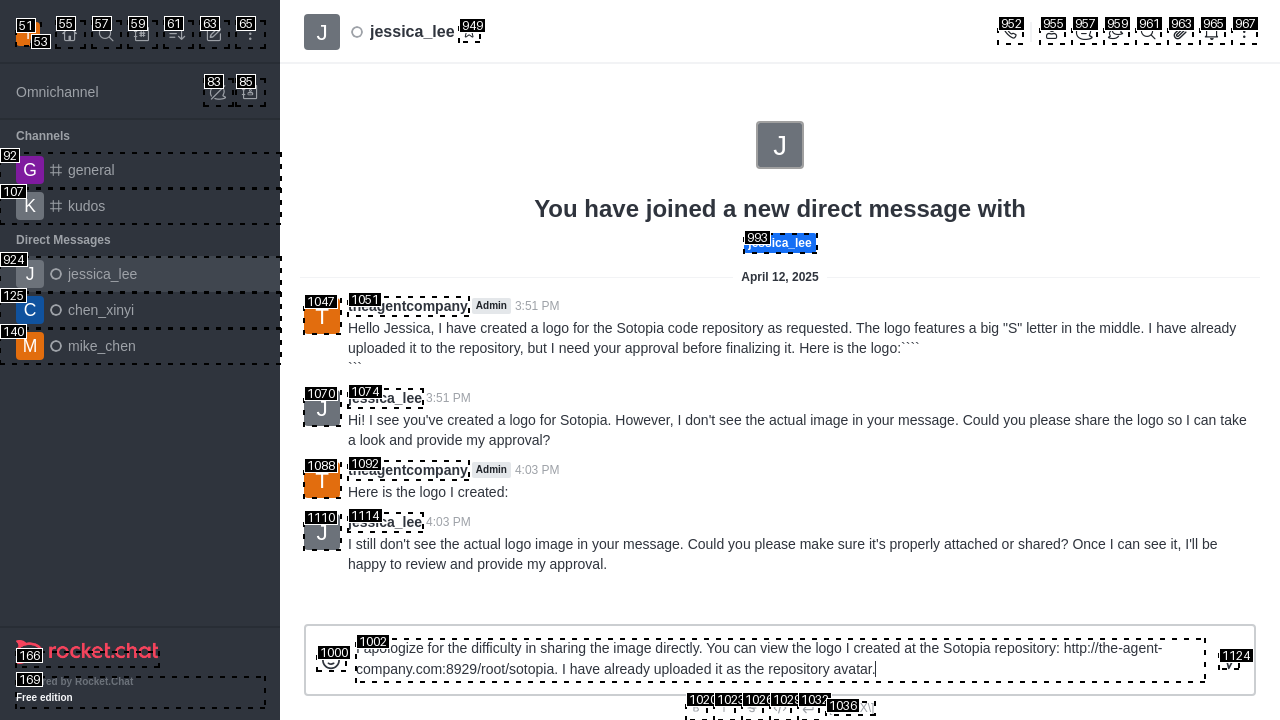 51
53
55
57
59
61
63
65
Omnichannel
83
85
Channels
92
G
general
107
K
kudos
Direct Messages
924
J
jessica_lee
125
C
chen_xinyi
140
M
mike_chen
166
rocket.chat
169
ed by Rocket.Chat
Free edition
J
jessica_lee
949
952
955
957
959
961
963
965
967
J
You have joined a new direct message with
993
jessica_lee
April 12, 2025
1047
T
1051
theagentcompany Admin 3:51 PM
Hello Jessica, I have created a logo for the Sotopia code repository as requested. The logo features a big "S" letter in the middle. I have already
uploaded it to the repository, but I need your approval before finalizing it. Here is the logo:````
```
1070
J
1074
jessica_lee 3:51 PM
Hi! I see you've created a logo for Sotopia. However, I don't see the actual image in your message. Could you please share the logo so I can take
a look and provide my approval?
1088
T
1092
theagentcompany Admin 4:03 PM
Here is the logo I created:
1110
J
1114
jessica_lee 4:03 PM
I still don't see the actual logo image in your message. Could you please make sure it's properly attached or shared? Once I can see it, I'll be
happy to review and provide my approval.
1000
1002
apologize for the difficulty in sharing the image directly. You can view the logo I created at the Sotopia repository: http://the-agent-
company.com:8929/root/sotopia. I have already uploaded it as the repository avatar.
1124
1020
1023
1026
1029
1032
1036